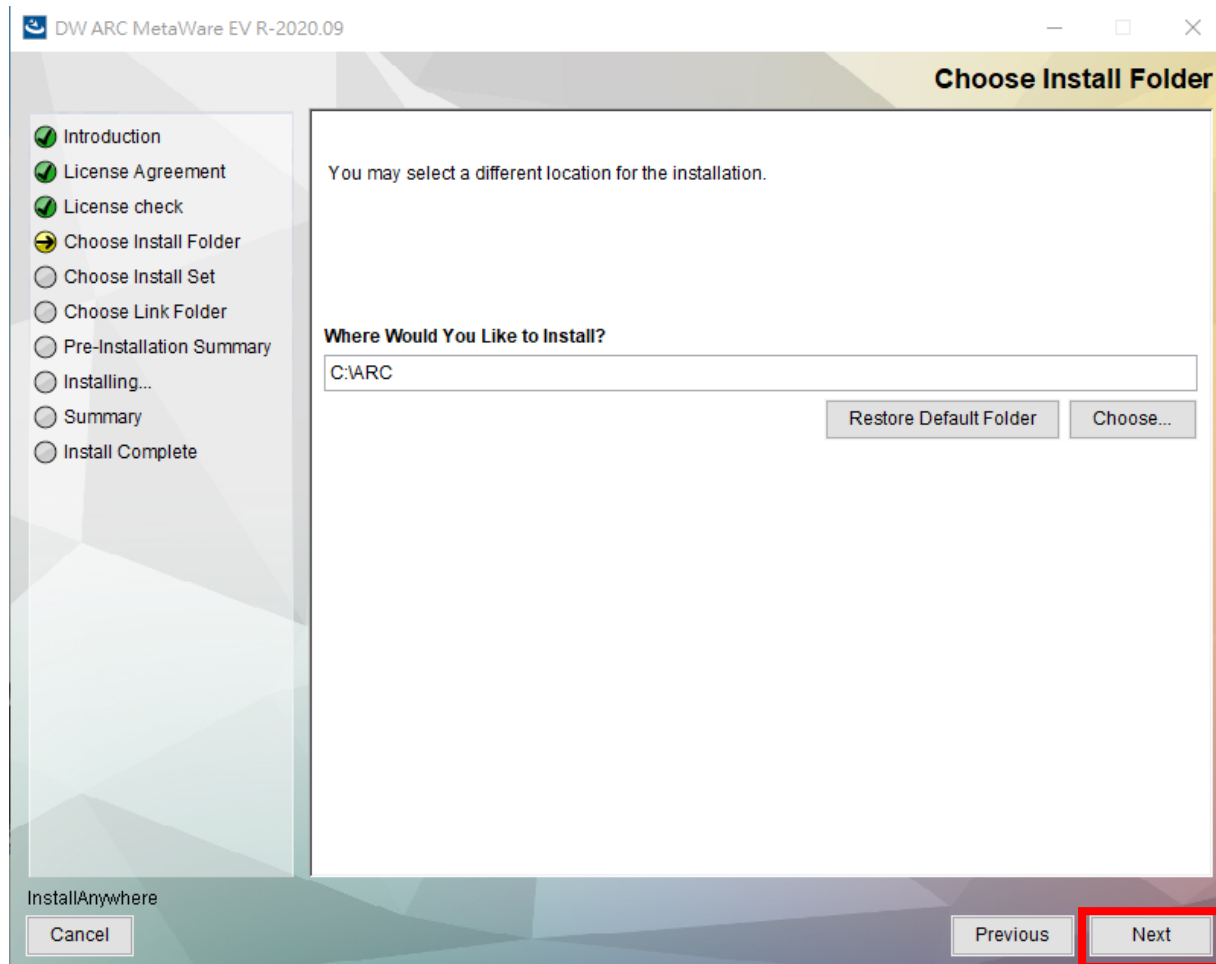 DW ARC MetaWare EV R-2020.09
Choose Install Folder
Introduction
License Agreement
License check
Choose Install Folder
Choose Install Set
Choose Link Folder
Pre-Installation Summary
Installing...
Summary
Install Complete
You may select a different location for the installation.
Where Would You Like to Install?
C:\ARC
Restore Default Folder
Choose...
InstallAnywhere
Cancel
Previous
Next